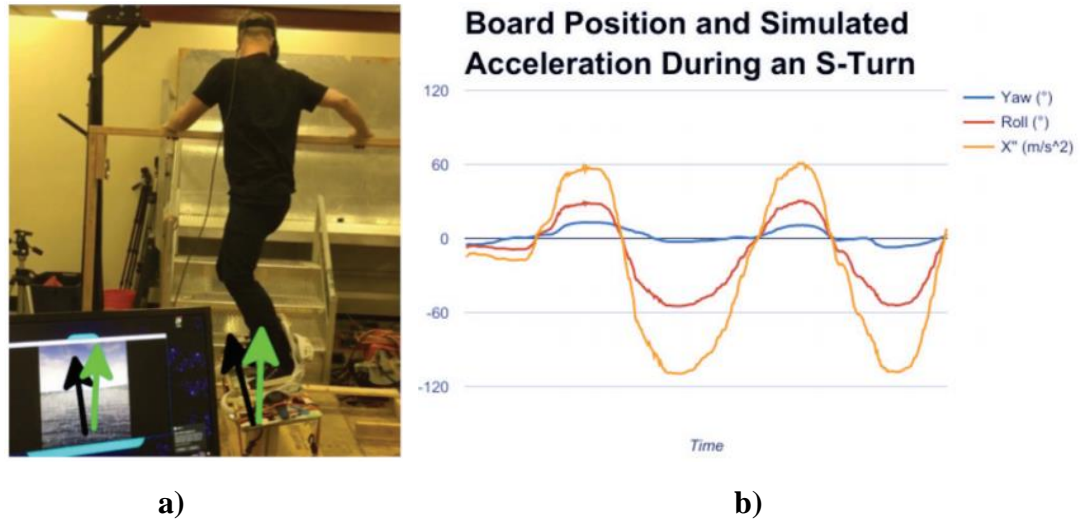 Board Position and Simulated
Acceleration During an S-Turn
120
60
0
-60
-120
Yaw (°)
Roll (°)
X'' (m/s^2)
Time
a)
b)